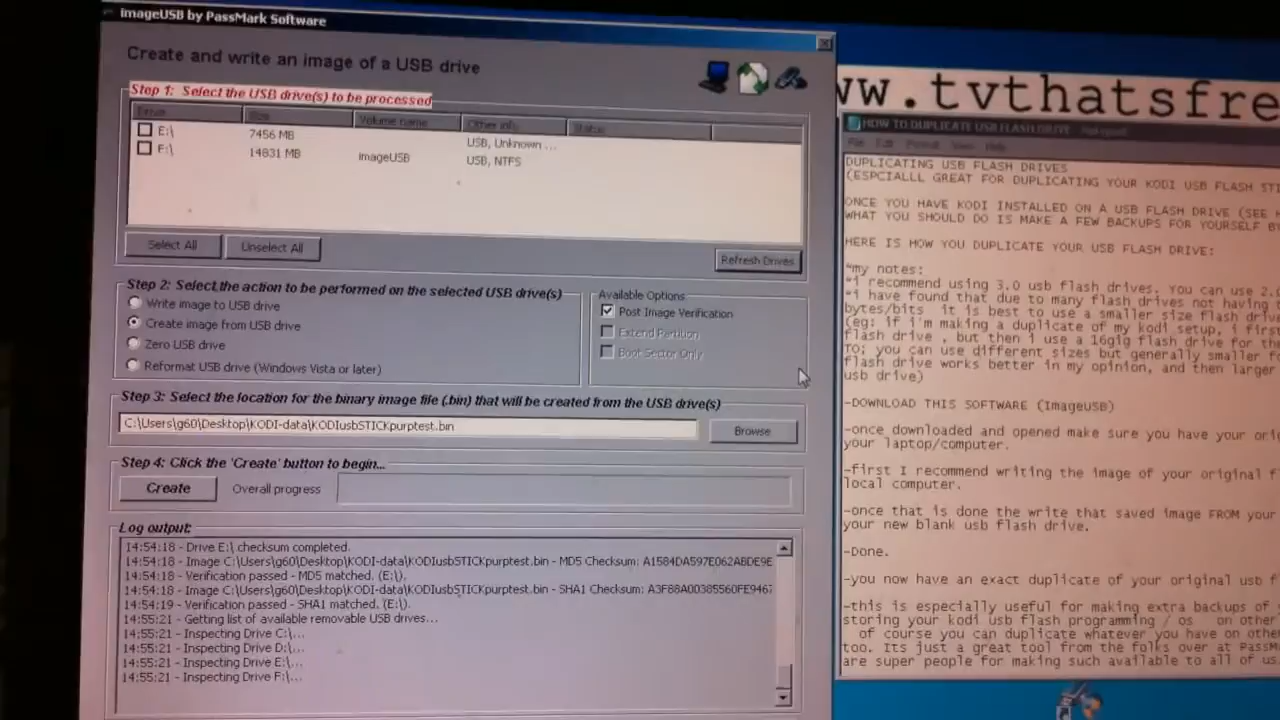 imageUSB by PassMark Software
Create and write an image of a USB drive
Step 1: Select the USB drive(s) to be processed
Drive Size Volume name Other info Status
E:\ 7456 MB USB, Unknown ...
F:\ 14831 MB imageUSB USB, NTFS
Select All Unselect All Refresh Drives
Step 2: Select the action to be performed on the selected USB drive(s)
Write image to USB drive
Create image from USB drive
Zero USB drive
Reformat USB drive (Windows Vista or later)
Available Options
Post Image Verification
Extend Partition
Boot Sector Only
Step 3: Select the location for the binary image file (.bin) that will be created from the USB drive(s)
C:\Users\g60\Desktop\KODI-data\KODIusbSTICKpurptest.bin Browse
Step 4: Click the 'Create' button to begin...
Create Overall progress
Log output:
14:54:18 - Drive E:\ checksum completed.
14:54:18 - Image C:\Users\g60\Desktop\KODI-data\KODIusbSTICKpurptest.bin - MD5 Checksum: A1584DA597E062ABDE9E
14:54:18 - Verification passed - MD5 matched. (E:\).
14:54:18 - Image C:\Users\g60\Desktop\KODI-data\KODIusbSTICKpurptest.bin - SHA1 Checksum: A3F88A00385560FE9467
14:54:19 - Verification passed - SHA1 matched. (E:\).
14:55:21 - Getting list of available removable USB drives...
14:55:21 - Inspecting Drive C:\...
14:55:21 - Inspecting Drive D:\...
14:55:21 - Inspecting Drive E:\...
14:55:21 - Inspecting Drive F:\...
ww.tvthatsfre
HOW TO DUPLICATE USB FLASH DRIVE - Notepad
File Edit Format View Help
DUPLICATING USB FLASH DRIVES
(ESPCIALLL GREAT FOR DUPLICATING YOUR KODI USB FLASH STI
ONCE YOU HAVE KODI INSTALLED ON A USB FLASH DRIVE (SEE
WHAT YOU SHOULD DO IS MAKE A FEW BACKUPS FOR YOURSELF BY
HERE IS HOW YOU DUPLICATE YOUR USB FLASH DRIVE:
*my notes:
*i recommend using 3.0 usb flash drives. You can use 2.0
*i have found that due to many flash drives not having
bytes/bits it is best to use a smaller size flash drive
(eg: if i'm making a duplicate of my kodi setup, i first
flash drive , but then i use a 16gig flash drive for the
TO; you can use different sizes but generally smaller f
flash drive works better in my opinion, and then larger
usb drive)
-DOWNLOAD THIS SOFTWARE (ImageUSB)
-once downloaded and opened make sure you have your ori
your laptop/computer.
-first I recommend writing the image of your original f
local computer.
-once that is done the write that saved image FROM your
your new blank usb flash drive.
-Done.
-you now have an exact duplicate of your original usb f
-this is especially useful for making extra backups of
storing your kodi usb flash programming / os on other
of course you can duplicate whatever you have on othe
too. Its just a great tool from the folks over at PassM
are super people for making such available to all of us